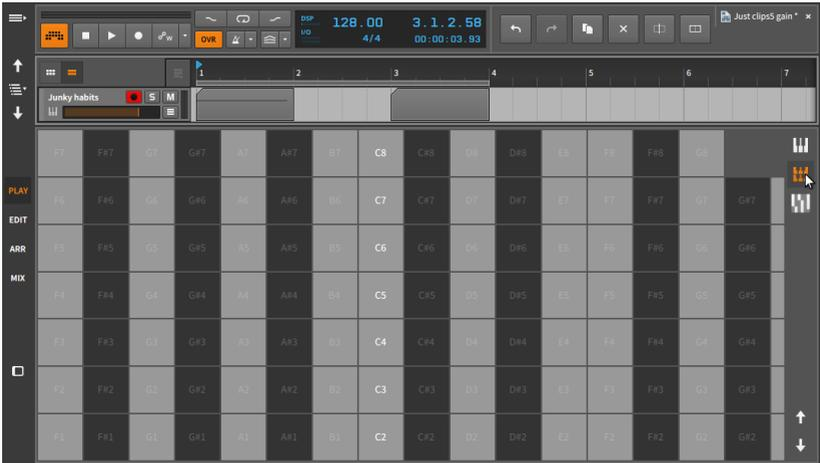 DSP
I/O
128.00
4/4
3.1.2.58
00:00:03.93
Just clips5 gain * ×
OVR
W
1 2 3 4 5 6 7
Junky habits S M
PLAY
EDIT
ARR
MIX
F7 F#7 G7 G#7 A7 A#7 B7 C8 C#8 D8 D#8 E8 F8 F#8 G8
F6 F#6 G6 G#6 A6 A#6 B6 C7 C#7 D7 D#7 E7 F7 F#7 G7 G#7
F5 F#5 G5 G#5 A5 A#5 B5 C6 C#6 D6 D#6 E6 F6 F#6 G6 G#6
F4 F#4 G4 G#4 A4 A#4 B4 C5 C#5 D5 D#5 E5 F5 F#5 G5 G#5
F3 F#3 G3 G#3 A3 A#3 B3 C4 C#4 D4 D#4 E4 F4 F#4 G4 G#4
F2 F#2 G2 G#2 A2 A#2 B2 C3 C#3 D3 D#3 E3 F3 F#3 G3 G#3
F1 F#1 G1 G#1 A1 A#1 B1 C2 C#2 D2 D#2 E2 F2 F#2 G2 G#2